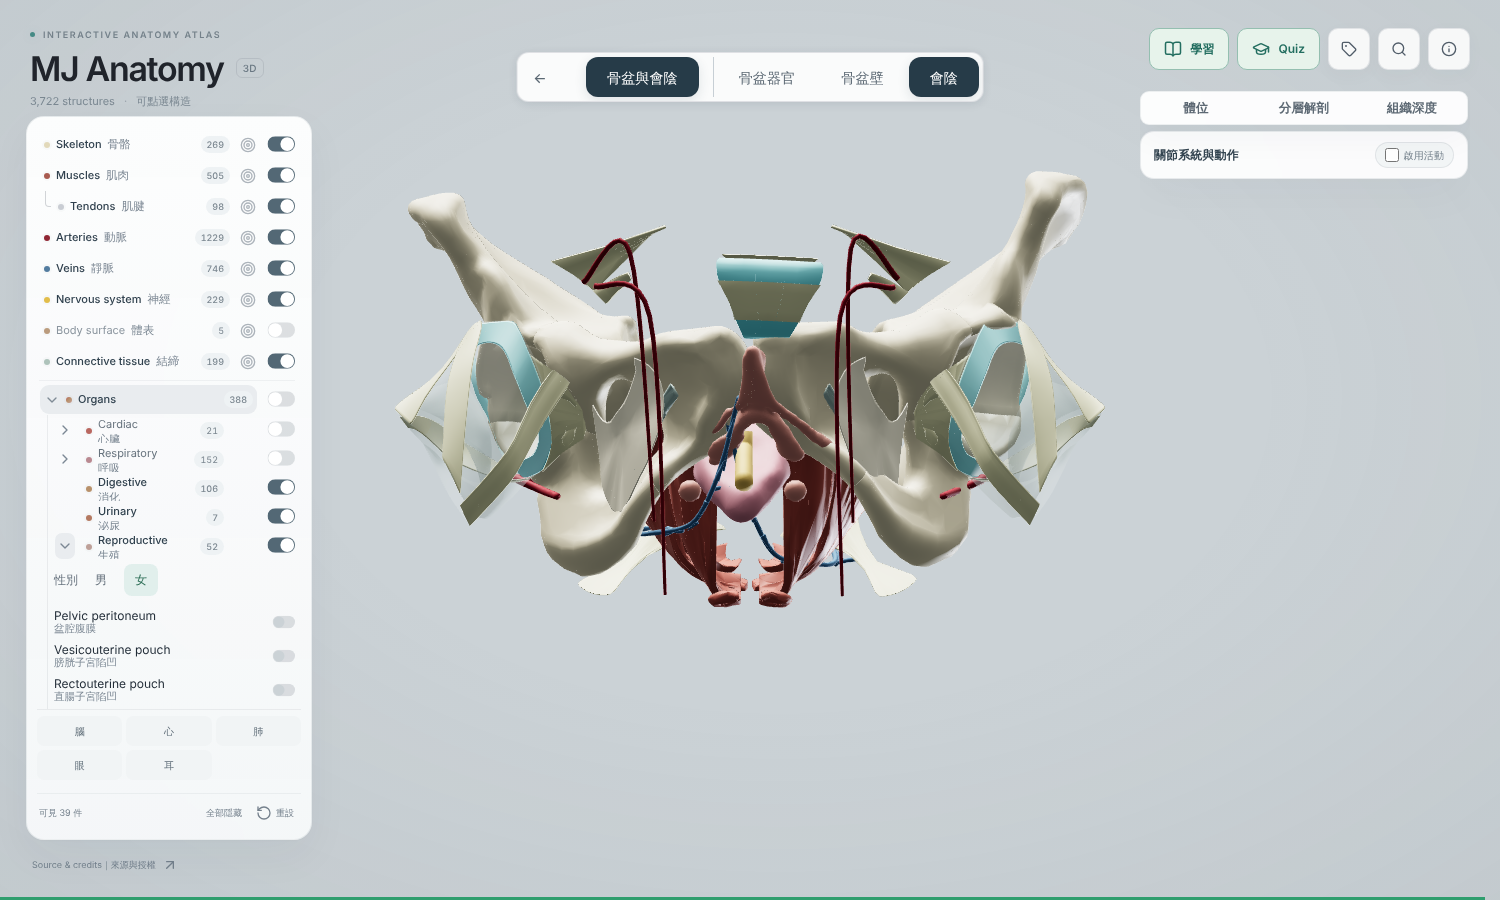 INTERACTIVE ANATOMY ATLAS
MJ Anatomy 3D
3,722 structures · 可點選構造
Skeleton 骨骼 269
Muscles 肌肉 505
Tendons 肌腱 98
Arteries 動脈 1229
Veins 靜脈 746
Nervous system 神經 229
Body surface 體表 5
Connective tissue 結締 199
Organs 388
Cardiac 21
心臟
Respiratory 152
呼吸
Digestive 106
消化
Urinary 7
泌尿
Reproductive 52
生殖
性別 男 女
Pelvic peritoneum
盆腔腹膜
Vesicouterine pouch
膀胱子宮陷凹
Rectouterine pouch
直腸子宮陷凹
腦 心 肺
眼 耳
可見 39 件 全部隱藏 重設
Source & credits | 來源與授權
← 骨盆與會陰 骨盆器官 骨盆壁 會陰
學習 Quiz
體位 分層解剖 組織深度
關節系統與動作 啟用活動